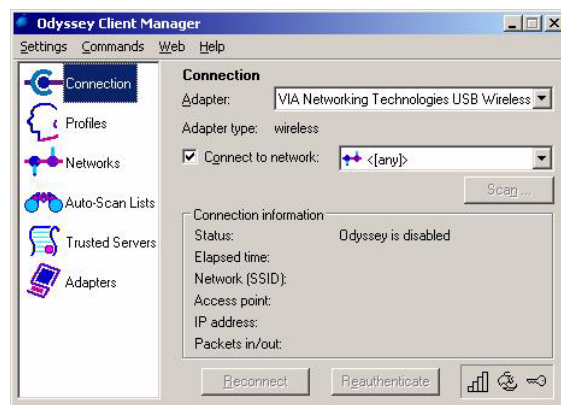 Odyssey Client Manager
Settings Commands Web Help
Connection
Profiles
Networks
Auto-Scan Lists
Trusted Servers
Adapters
Connection
Adapter: VIA Networking Technologies USB Wireless
Adapter type: wireless
Connect to network: <[any]>
Scan ...
Connection information
Status: Odyssey is disabled
Elapsed time:
Network (SSID):
Access point:
IP address:
Packets in/out:
Reconnect Reauthenticate